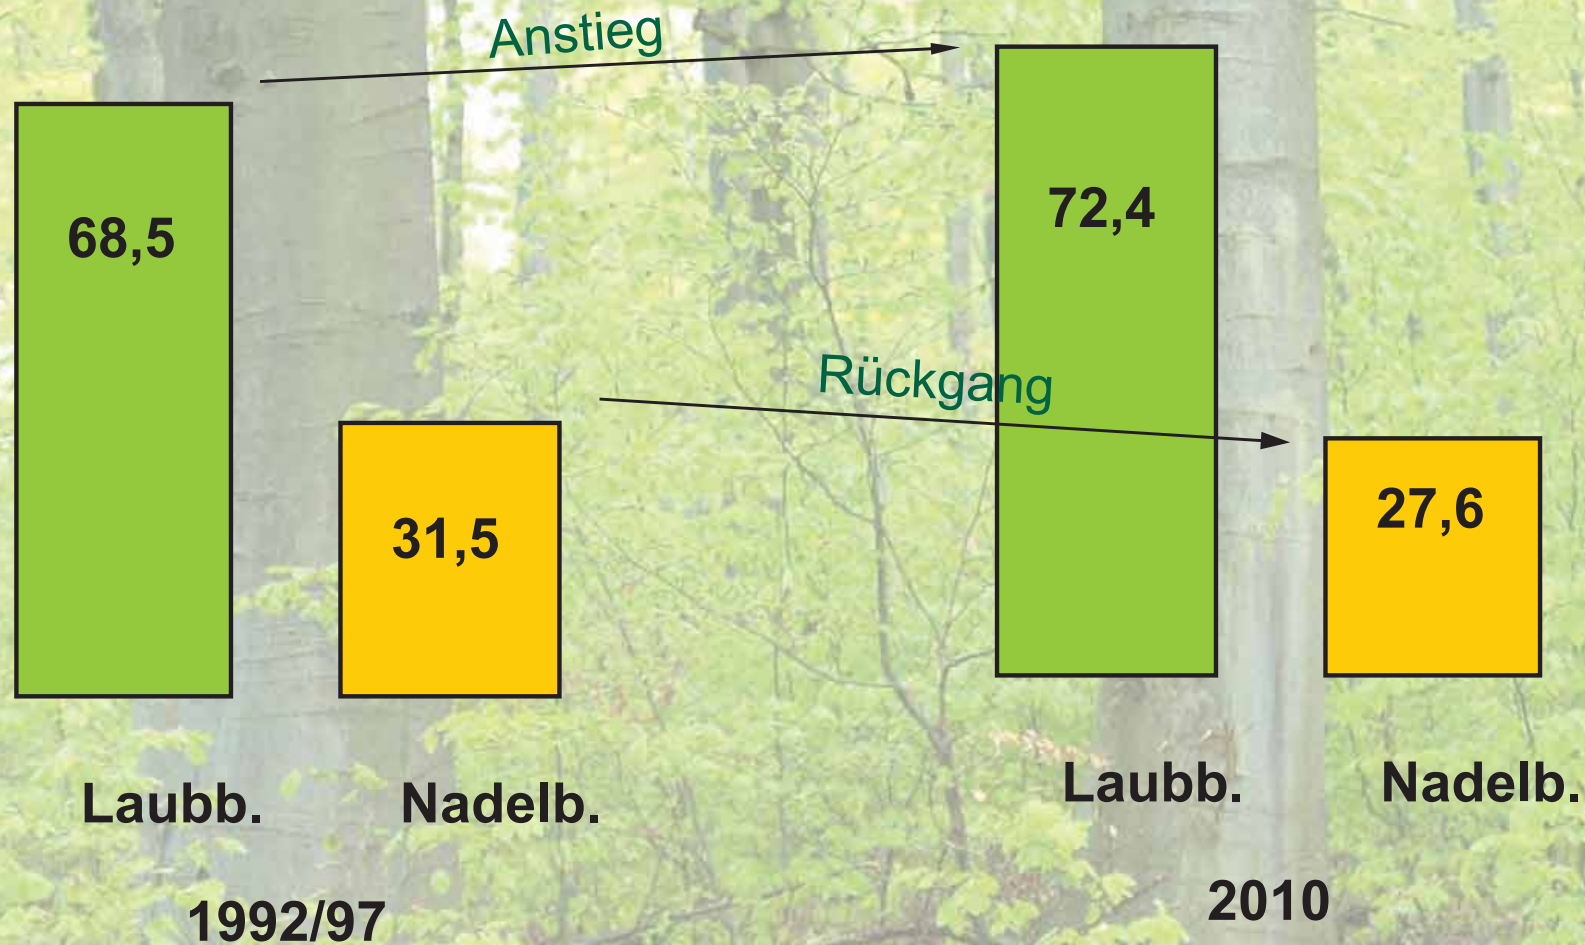 Anstieg
68,5
72,4
Rückgang
31,5
27,6
Laubb.
Nadelb.
Laubb.
Nadelb.
1992/97
2010